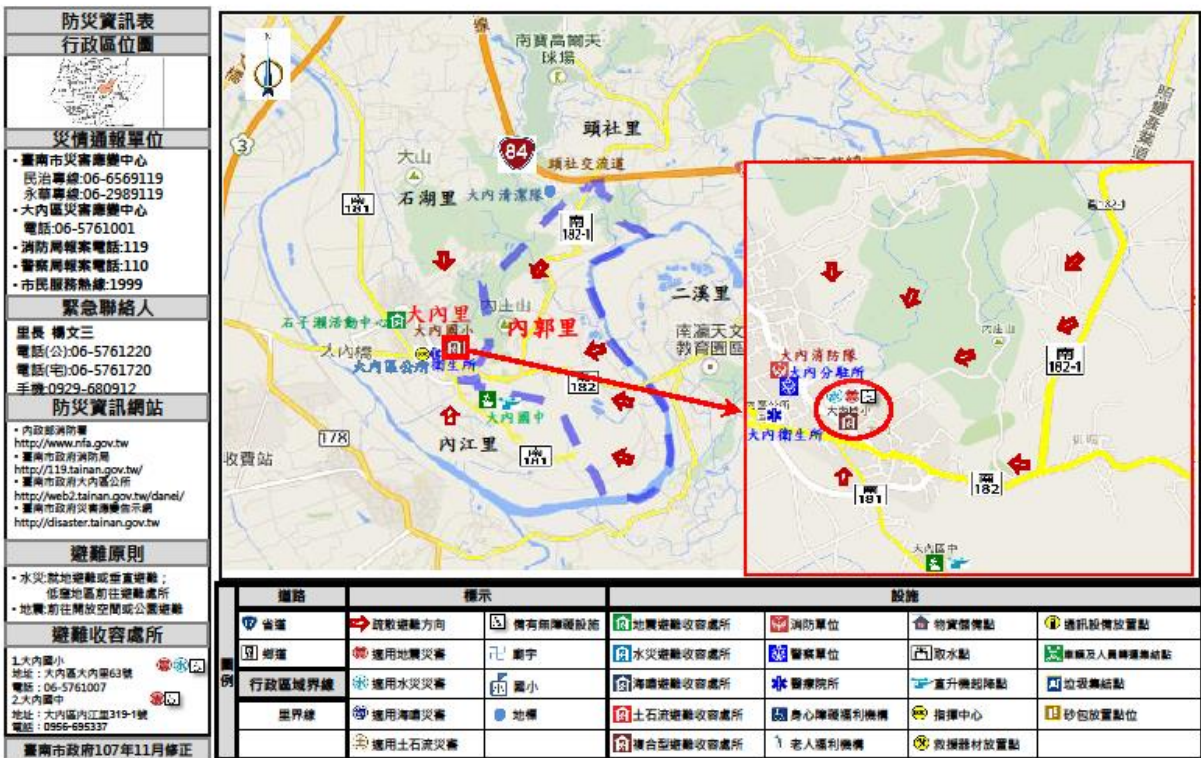 防災資訊表
行政區位圖
災情通報單位
・臺南市災害應變中心
民治專線:06-6569119
永華專線:06-2989119
・大內區災害應變中心
電話:06-5761001
・消防局報案電話:119
・警察局報案電話:110
・市民服務熱線:1999
緊急聯絡人
里長 楊文三
電話(公):06-5761220
電話(宅):06-5761720
手機:0929-680912
防災資訊網站
・內政部消防署
http://www.nfa.gov.tw
・臺南市政府消防局
http://119.tainan.gov.tw/
・臺南市政府大內區公所
http://web2.tainan.gov.tw/danei/
・臺南市政府災害應變告示網
http://disaster.tainan.gov.tw
避難原則
・水災:就地避難或垂直避難；
低窪地區前往避難處所
・地震:前往開放空間或公園避難
避難收容處所
1.大內國小
地址：大內區大內里63號
電話：06-5761007
2.大內國中
地址：大內區內江里319-1號
電話：0956-695337
臺南市政府107年11月修正
N
南寶高爾夫
球場
3
84
頭社里
頭社交流道
大山
石湖里
大內清潔隊
南
181
南
182-1
二溪里
內庄山
大內里
石子瀨活動中心
大內國小
內郭里
南瀛天文
教育園區
大內橋
大內區公所
衛生所
南
182
大內國中
178
內江里
南
181
收費站
南182-1
內庄山
南
182-1
大內消防隊
大內分駐所
大內國小
大內衛生所
南
181
南
182
大內國中
圖例
道路
標示
設施
省道
疏散避難方向
備有無障礙設施
地震避難收容處所
消防單位
物資儲備點
通訊設備放置點
鄉道
適用地震災害
廟宇
水災避難收容處所
警察單位
取水點
車輛及人員轉運集結點
行政區域界線
適用水災災害
國小
海嘯避難收容處所
醫療院所
直升機起降點
垃圾集結點
里界線
適用海嘯災害
地標
土石流避難收容處所
身心障礙福利機構
指揮中心
砂包放置點位
適用土石流災害
複合型避難收容處所
老人福利機構
救援器材放置點